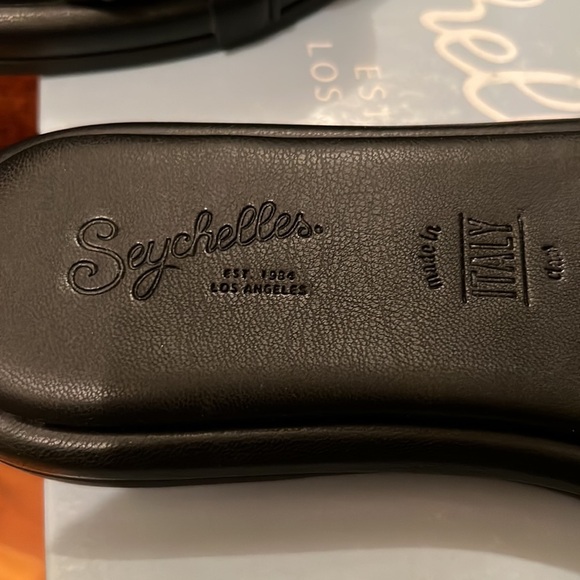 Seychelles.
EST. 1984
LOS ANGELES
made in
ITALY
EST
LOS